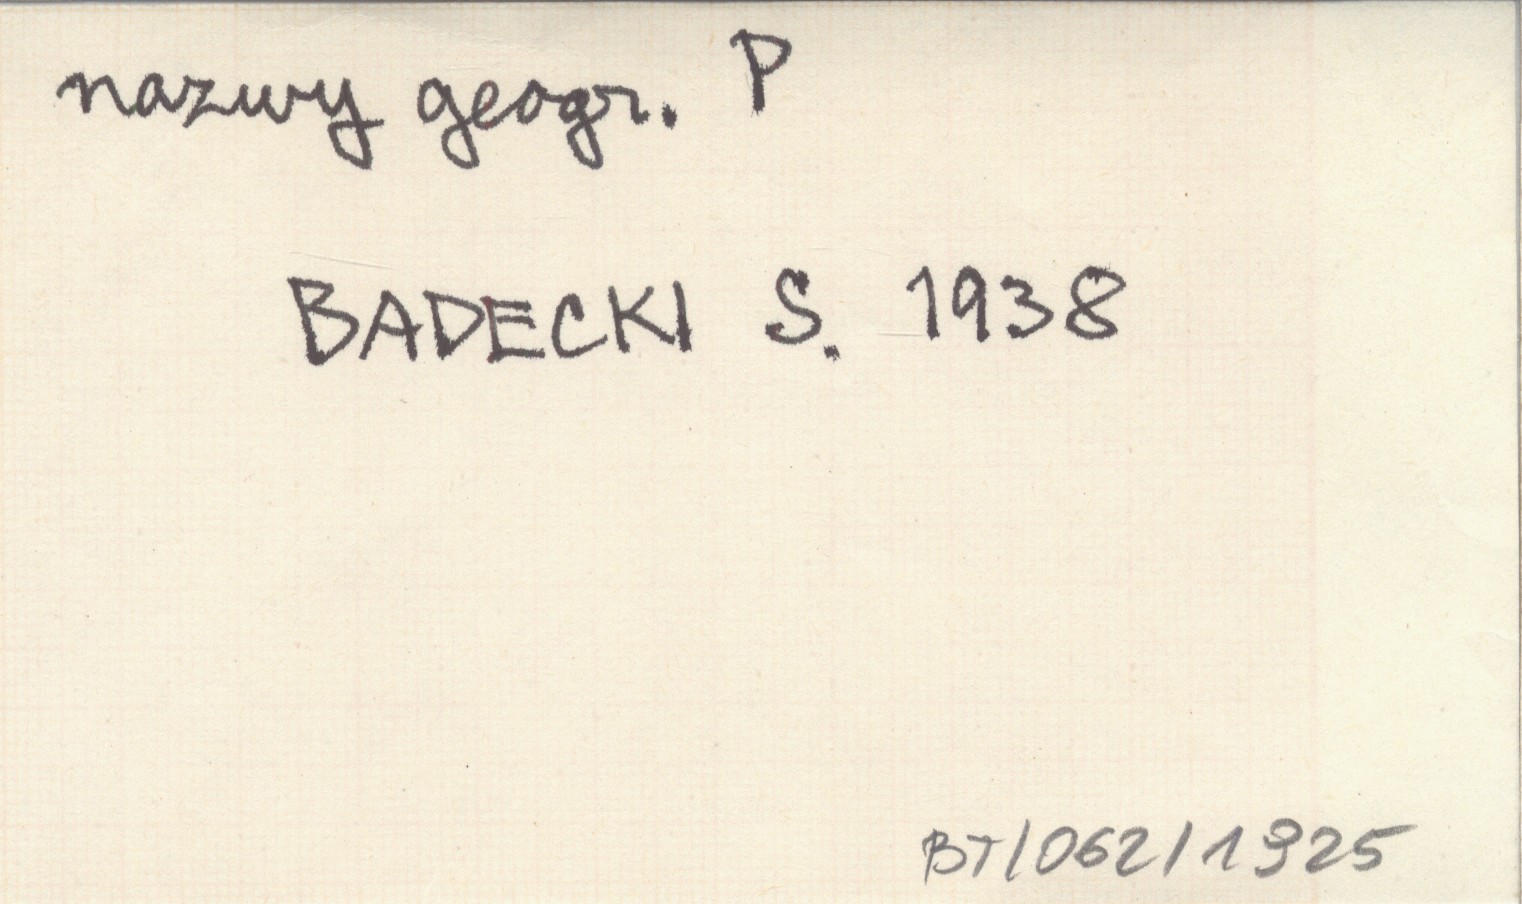 nazwy geogr. P
BADECKI S. 1938
BT/062/1925